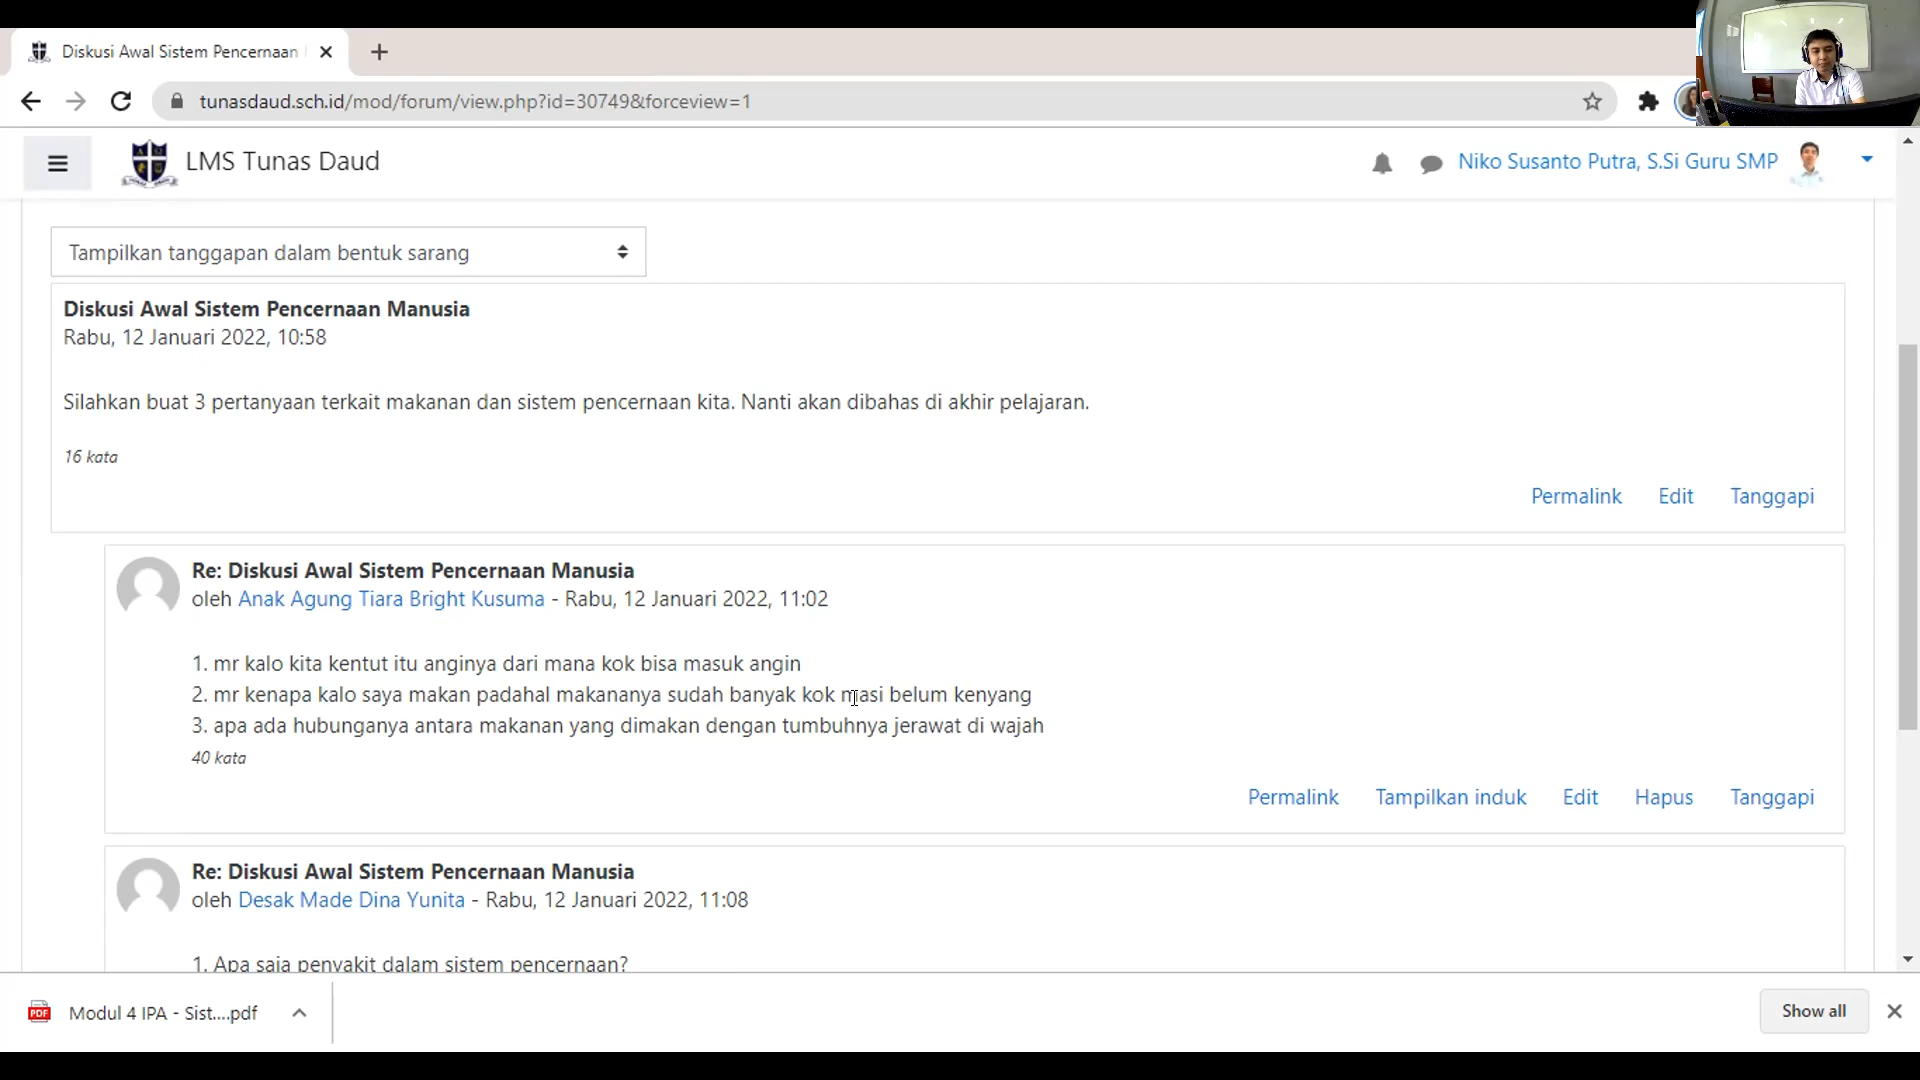 Diskusi Awal Sistem Pencernaan
tunasdaud.sch.id/mod/forum/view.php?id=30749&forceview=1
LMS Tunas Daud
Niko Susanto Putra, S.Si Guru SMP
Tampilkan tanggapan dalam bentuk sarang
Diskusi Awal Sistem Pencernaan Manusia
Rabu, 12 Januari 2022, 10:58
Silahkan buat 3 pertanyaan terkait makanan dan sistem pencernaan kita. Nanti akan dibahas di akhir pelajaran.
16 kata
Permalink Edit Tanggapi
Re: Diskusi Awal Sistem Pencernaan Manusia
oleh Anak Agung Tiara Bright Kusuma - Rabu, 12 Januari 2022, 11:02
1. mr kalo kita kentut itu anginya dari mana kok bisa masuk angin
2. mr kenapa kalo saya makan padahal makananya sudah banyak kok masi belum kenyang
3. apa ada hubunganya antara makanan yang dimakan dengan tumbuhnya jerawat di wajah
40 kata
Permalink Tampilkan induk Edit Hapus Tanggapi
Re: Diskusi Awal Sistem Pencernaan Manusia
oleh Desak Made Dina Yunita - Rabu, 12 Januari 2022, 11:08
1. Apa saja penyakit dalam sistem pencernaan?
PDF Modul 4 IPA - Sist....pdf
Show all